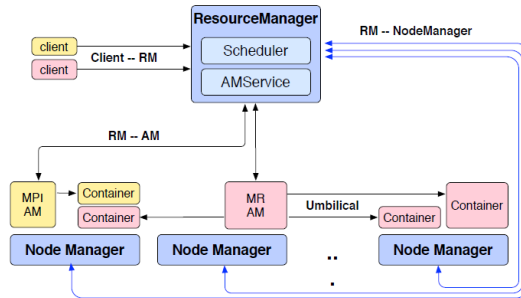 ResourceManager
client
client
Client -- RM
Scheduler
AMService
RM -- NodeManager
RM -- AM
MPI
AM
Container
Container
MR
AM
Umbilical
Container
Container
Node Manager
Node Manager
..
.
Node Manager